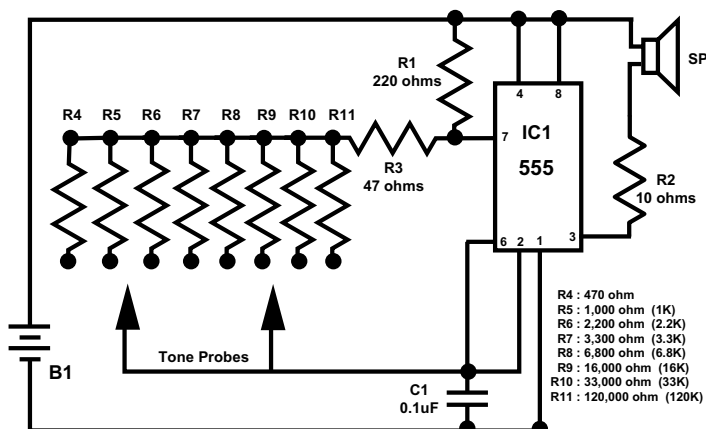 R1
220 ohms
SP
4
8
R4 R5 R6 R7 R8 R9 R10 R11
7
IC1
555
R3
47 ohms
R2
10 ohms
6
2
1
3
R4 : 470 ohm
R5 : 1,000 ohm (1K)
R6 : 2,200 ohm (2.2K)
R7 : 3,300 ohm (3.3K)
R8 : 6,800 ohm (6.8K)
R9 : 16,000 ohm (16K)
R10 : 33,000 ohm (33K)
R11 : 120,000 ohm (120K)
Tone Probes
B1
C1
0.1uF